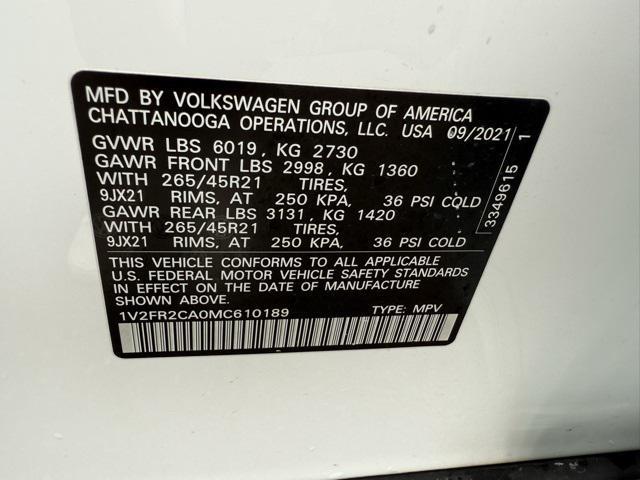 MFD BY VOLKSWAGEN GROUP OF AMERICA
CHATTANOOGA OPERATIONS, LLC. USA 09/2021
GVWR LBS 6019, KG 2730
GAWR FRONT LBS 2998, KG 1360
WITH 265/45R21 TIRES,
9JX21 RIMS, AT 250 KPA, 36 PSI COLD
GAWR REAR LBS 3131, KG 1420
WITH 265/45R21 TIRES,
9JX21 RIMS, AT 250 KPA, 36 PSI COLD
THIS VEHICLE CONFORMS TO ALL APPLICABLE
U.S. FEDERAL MOTOR VEHICLE SAFETY STANDARDS
IN EFFECT ON THE DATE OF MANUFACTURE
SHOWN ABOVE.
1V2FR2CA0MC610189 TYPE: MPV
3349615 1